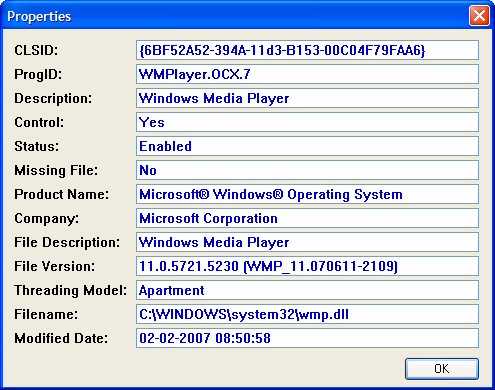 Properties
CLSID: {6BF52A52-394A-11d3-B153-00C04F79FAA6}
ProgID: WMPlayer.OCX.7
Description: Windows Media Player
Control: Yes
Status: Enabled
Missing File: No
Product Name: Microsoft® Windows® Operating System
Company: Microsoft Corporation
File Description: Windows Media Player
File Version: 11.0.5721.5230 (WMP_11.070611-2109)
Threading Model: Apartment
Filename: C:\WINDOWS\system32\wmp.dll
Modified Date: 02-02-2007 08:50:58
OK